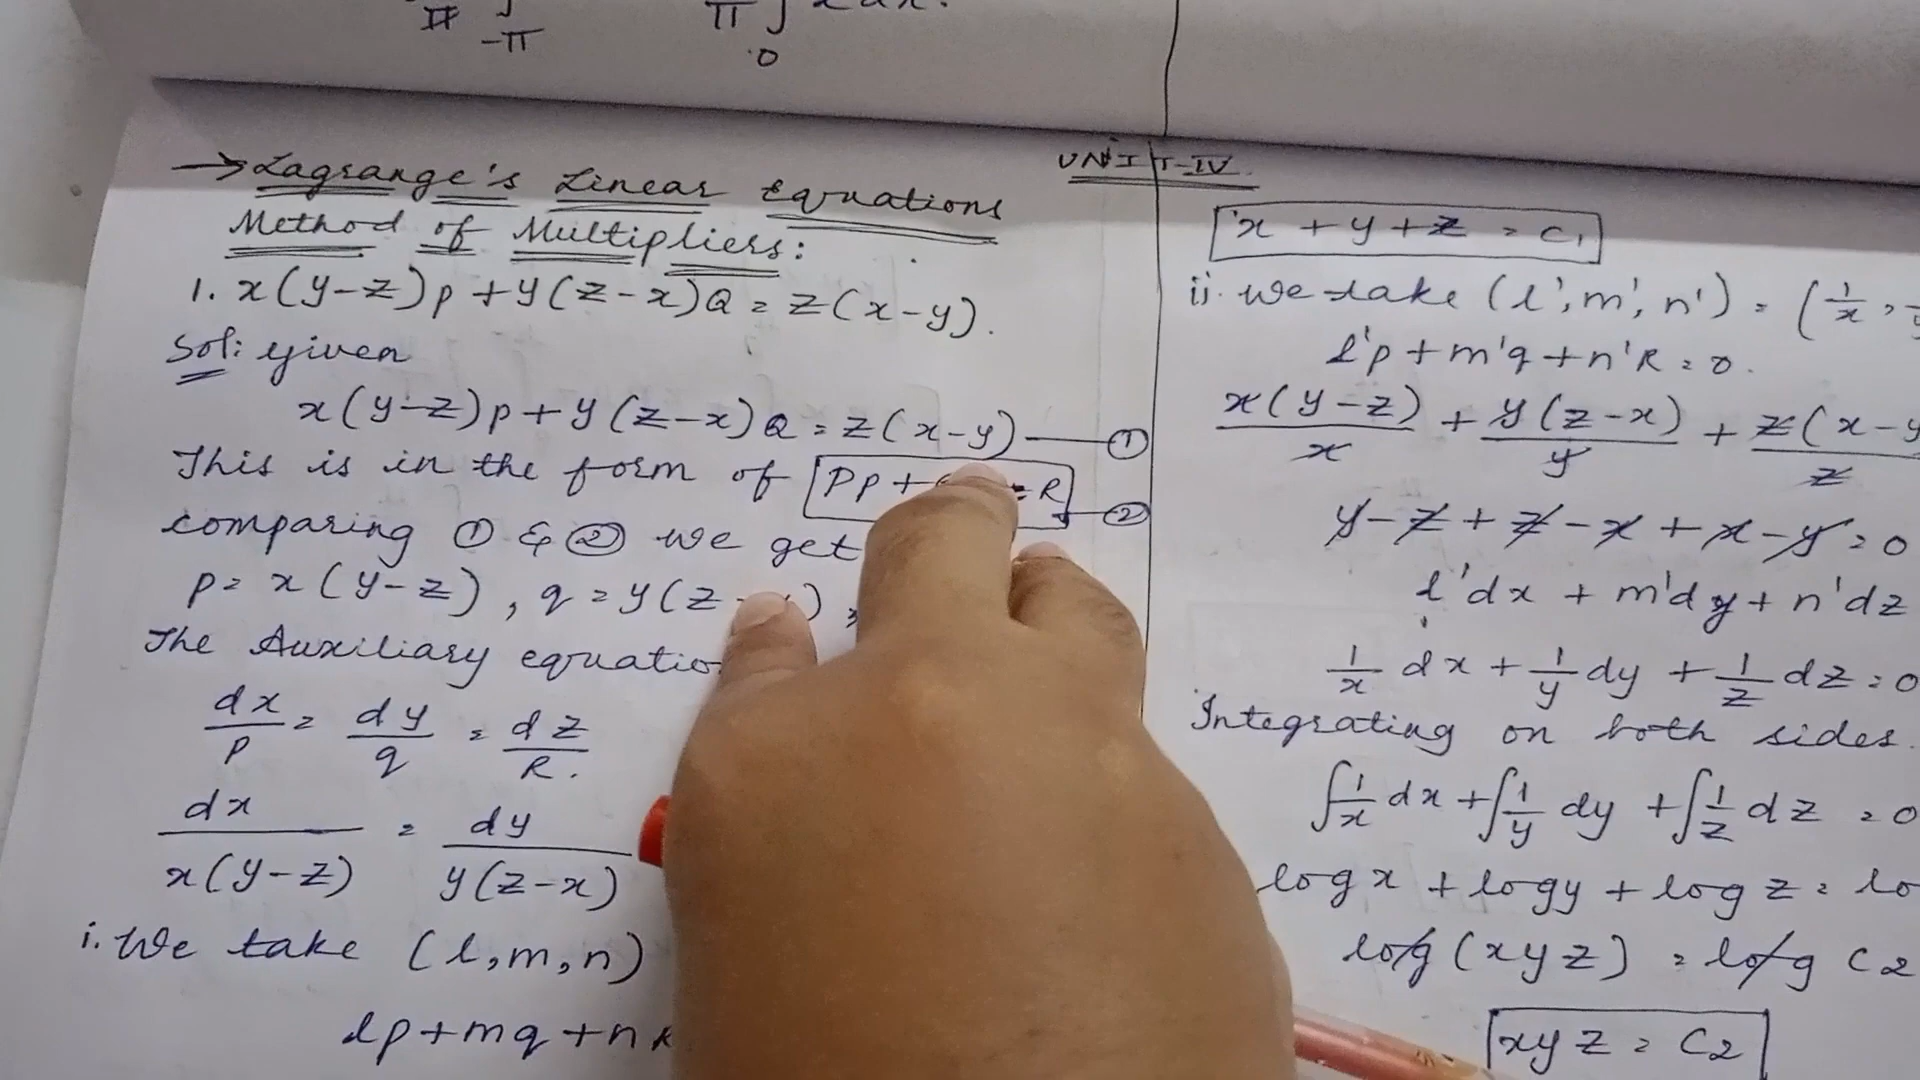 π -π π ∫ 0
→ Lagrange's Linear Equations
Method of Multipliers:
1. x(y-z)p + y(z-x)Q = z(x-y).
Sol: given
x(y-z)p + y(z-x)Q = z(x-y) — ①
This is in the form of Pp + = R — ②
comparing ① & ② we get
p = x(y-z), q = y(z-
The Auxiliary equatio
dx/p = dy/q = dz/R.
dx/x(y-z) = dy/y(z-x)
i. We take (l,m,n)
lp+mq+nR
UNIT-IV.
x + y + z = c₁
ii. we take (l', m', n') = (1/x,
l'p + m'q + n'R = 0.
x(y-z)/x + y(z-x)/y + z(x-y/z
y-z+z-x+x-y=0
l'dx + m'dy + n'dz
1/x dx + 1/y dy + 1/z dz = 0
Integrating on both sides.
∫1/x dx + ∫1/y dy + ∫1/z dz = 0
log x + log y + log z = lo
log (xyz) = log c₂
xyz = c₂